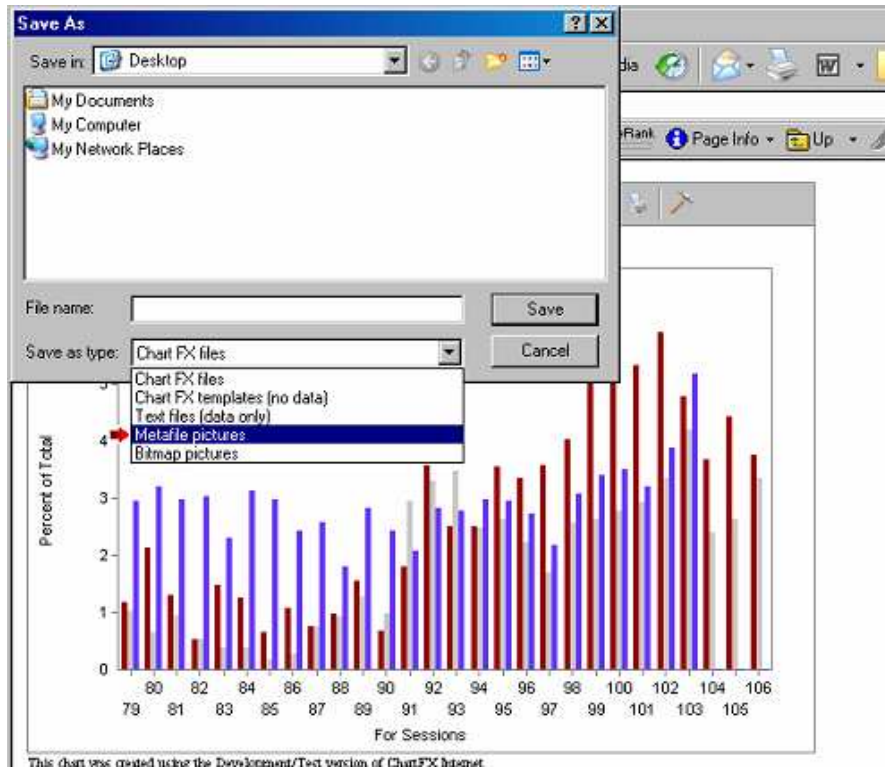 Save As
Save in: Desktop
My Documents
My Computer
My Network Places
File name:
Save
Save as type: Chart FX files
Cancel
Chart FX files
Chart FX templates (no data)
Text files (data only)
Metafile pictures
Bitmap pictures
dia
Page Info
Up
Percent of Total
4
3
2
1
0
80 82 84 86 88 90 92 94 96 98 100 102 104 106
79 81 83 85 87 89 91 93 95 97 99 101 103 105
For Sessions
This chart was created using the Development/Test version of ChartFX Internet